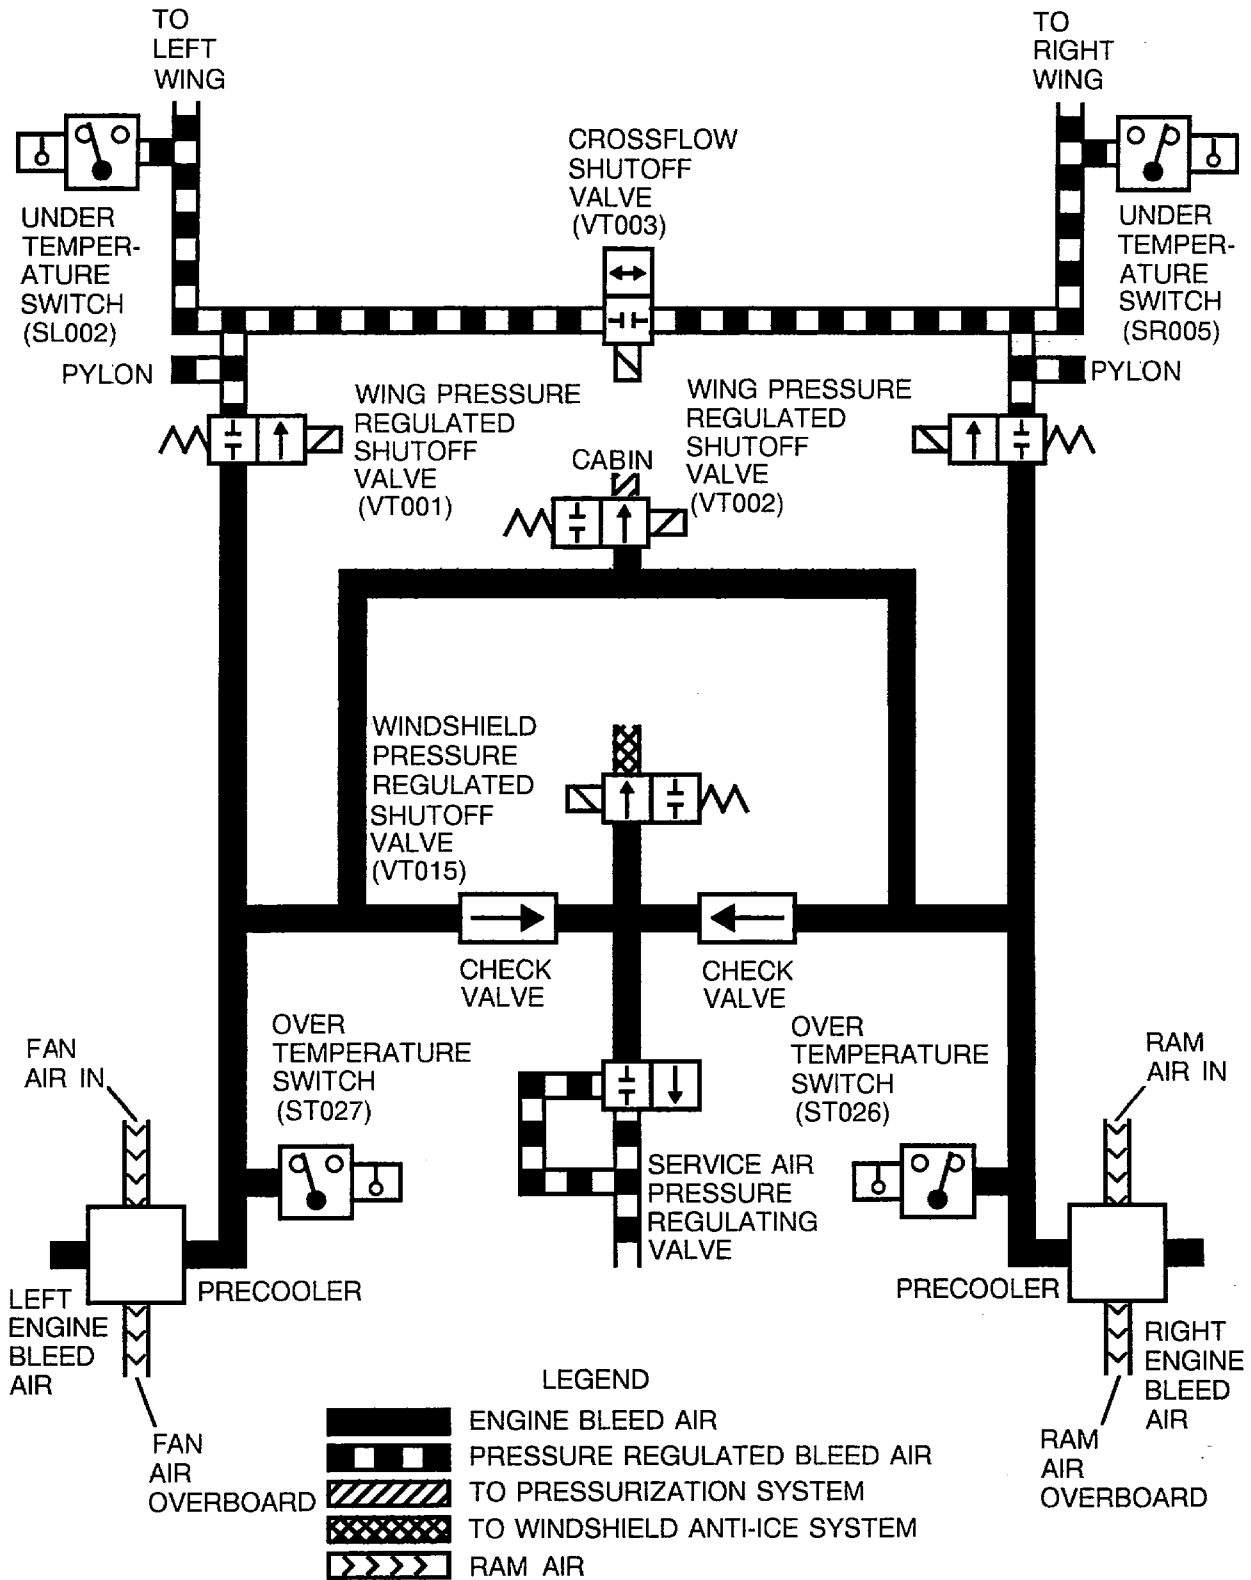 TO
LEFT
WING
TO
RIGHT
WING
CROSSFLOW
SHUTOFF
VALVE
(VT003)
UNDER
TEMPER-
ATURE
SWITCH
(SL002)
UNDER
TEMPER-
ATURE
SWITCH
(SR005)
PYLON
PYLON
WING PRESSURE
REGULATED
SHUTOFF
VALVE
(VT001)
WING PRESSURE
REGULATED
SHUTOFF
VALVE
(VT002)
CABIN
WINDSHIELD
PRESSURE
REGULATED
SHUTOFF
VALVE
(VT015)
CHECK
VALVE
CHECK
VALVE
OVER
TEMPERATURE
SWITCH
(ST027)
OVER
TEMPERATURE
SWITCH
(ST026)
FAN
AIR IN
RAM
AIR IN
SERVICE AIR
PRESSURE
REGULATING
VALVE
PRECOOLER
PRECOOLER
LEFT
ENGINE
BLEED
AIR
RIGHT
ENGINE
BLEED
AIR
FAN
AIR
OVERBOARD
RAM
AIR
OVERBOARD
LEGEND
ENGINE BLEED AIR
PRESSURE REGULATED BLEED AIR
TO PRESSURIZATION SYSTEM
TO WINDSHIELD ANTI-ICE SYSTEM
RAM AIR